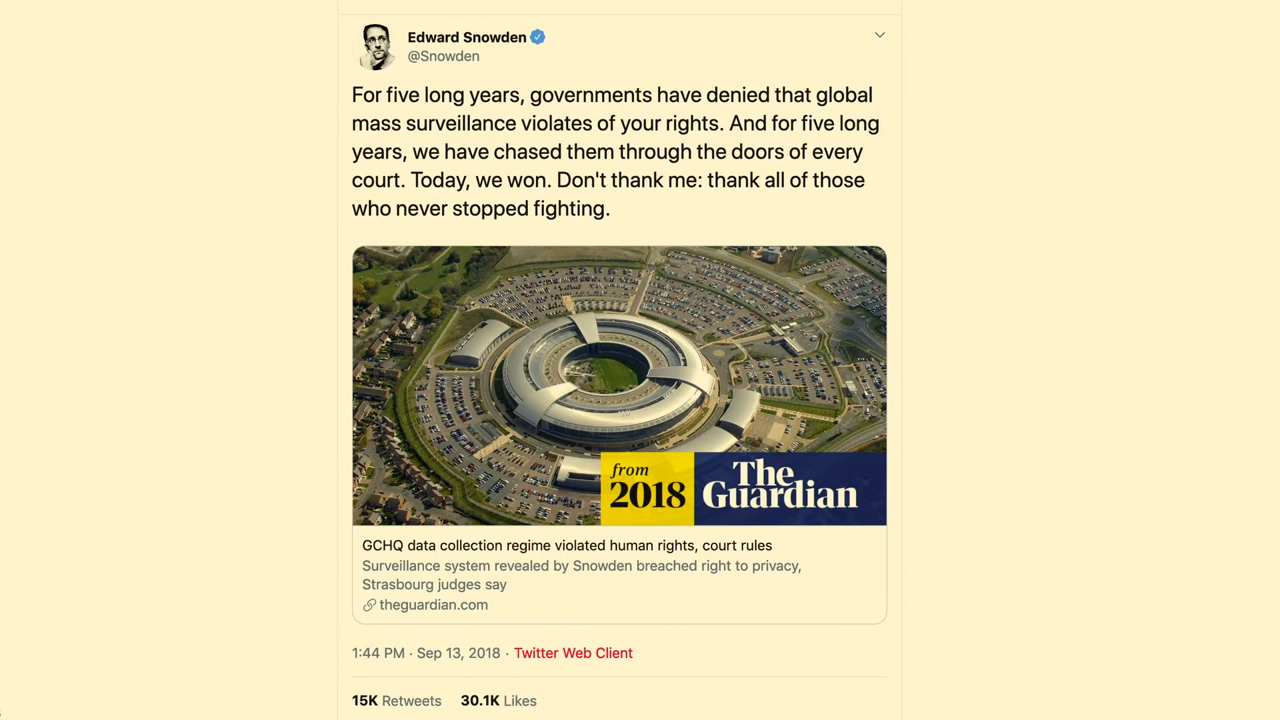 Edward Snowden
@Snowden
For five long years, governments have denied that global
mass surveillance violates of your rights. And for five long
years, we have chased them through the doors of every
court. Today, we won. Don't thank me: thank all of those
who never stopped fighting.
from
2018
The
Guardian
GCHQ data collection regime violated human rights, court rules
Surveillance system revealed by Snowden breached right to privacy,
Strasbourg judges say
theguardian.com
1:44 PM · Sep 13, 2018 · Twitter Web Client
15K Retweets 30.1K Likes